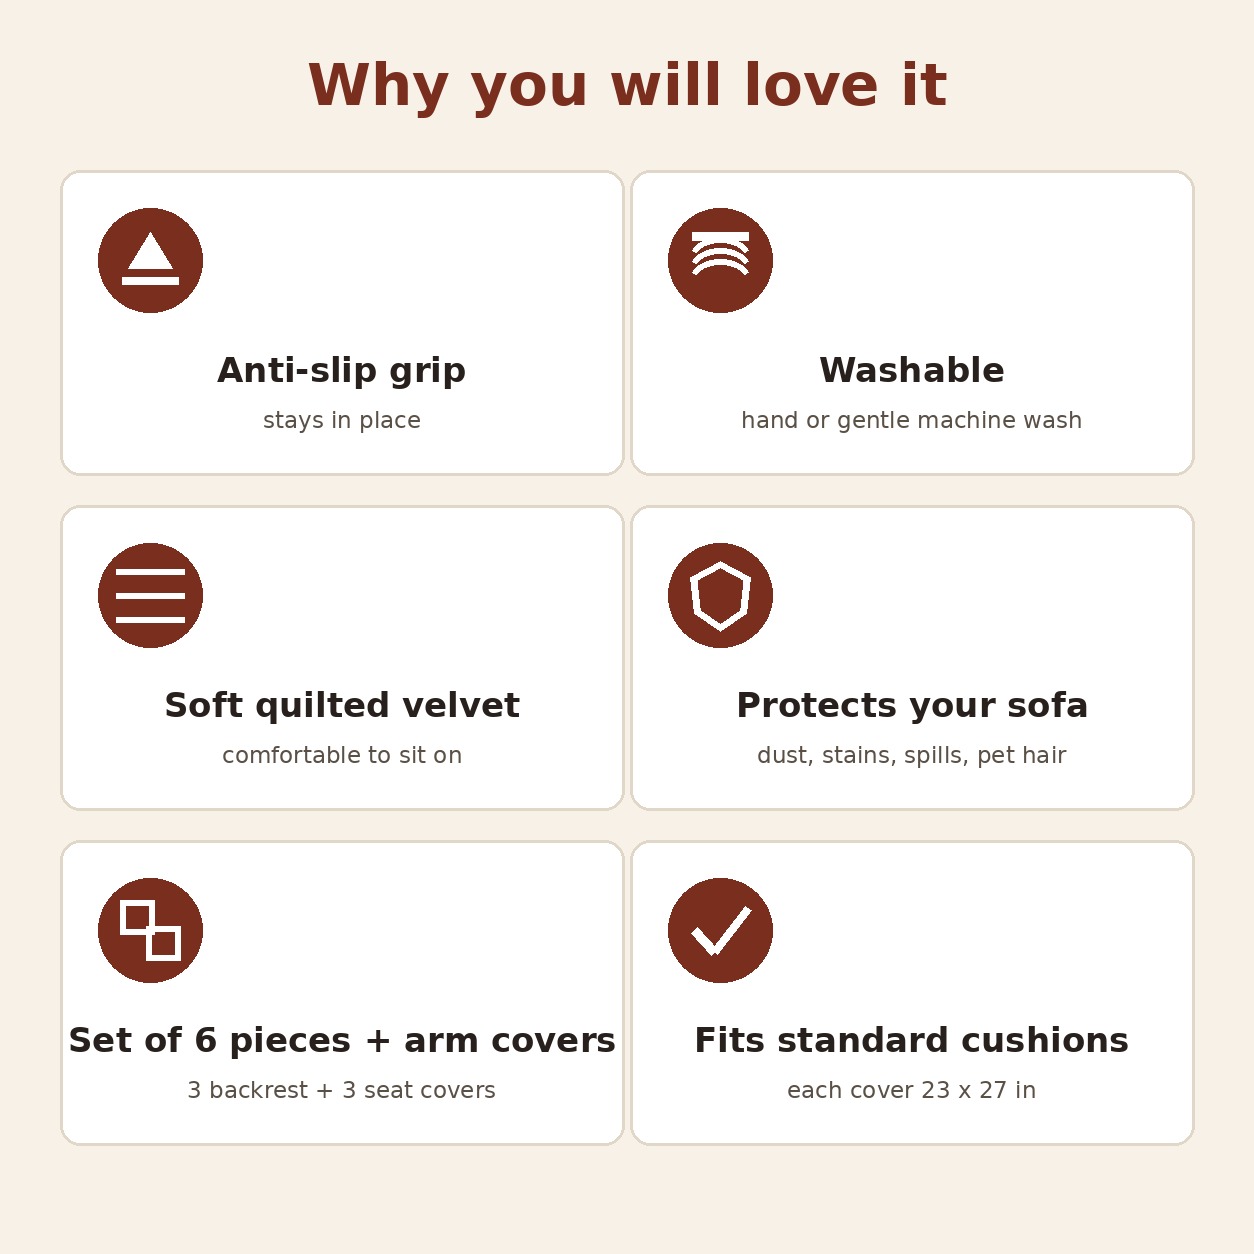 Why you will love it
Anti-slip grip
stays in place
Washable
hand or gentle machine wash
Soft quilted velvet
comfortable to sit on
Protects your sofa
dust, stains, spills, pet hair
Set of 6 pieces + arm covers
3 backrest + 3 seat covers
Fits standard cushions
each cover 23 x 27 in